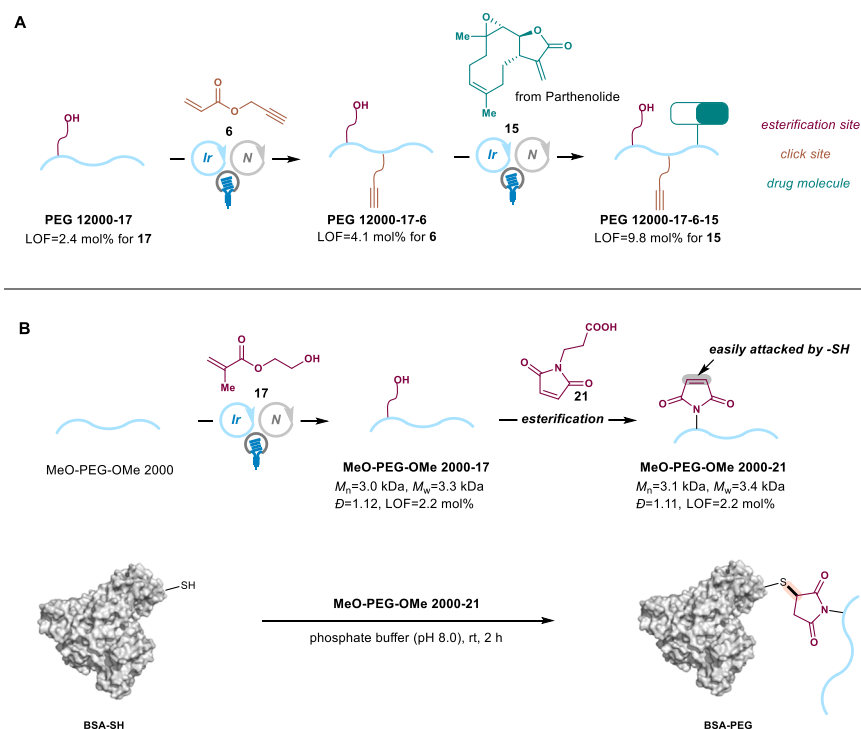 A
OH
O
O
6
Ir
N
PEG 12000-17
LOF=2.4 mol% for 17
OH
PEG 12000-17-6
LOF=4.1 mol% for 6
O
Me
O
O
Me
from Parthenolide
15
Ir
N
OH
PEG 12000-17-6-15
LOF=9.8 mol% for 15
esterification site
click site
drug molecule
B
MeO-PEG-OMe 2000
O
O
OH
Me
17
Ir
N
OH
MeO-PEG-OMe 2000-17
Mn=3.0 kDa, Mw=3.3 kDa
Đ=1.12, LOF=2.2 mol%
COOH
O
N
O
21
esterification
easily attacked by -SH
O
O
N
MeO-PEG-OMe 2000-21
Mn=3.1 kDa, Mw=3.4 kDa
Đ=1.11, LOF=2.2 mol%
SH
BSA-SH
MeO-PEG-OMe 2000-21
phosphate buffer (pH 8.0), rt, 2 h
S
O
N
O
BSA-PEG